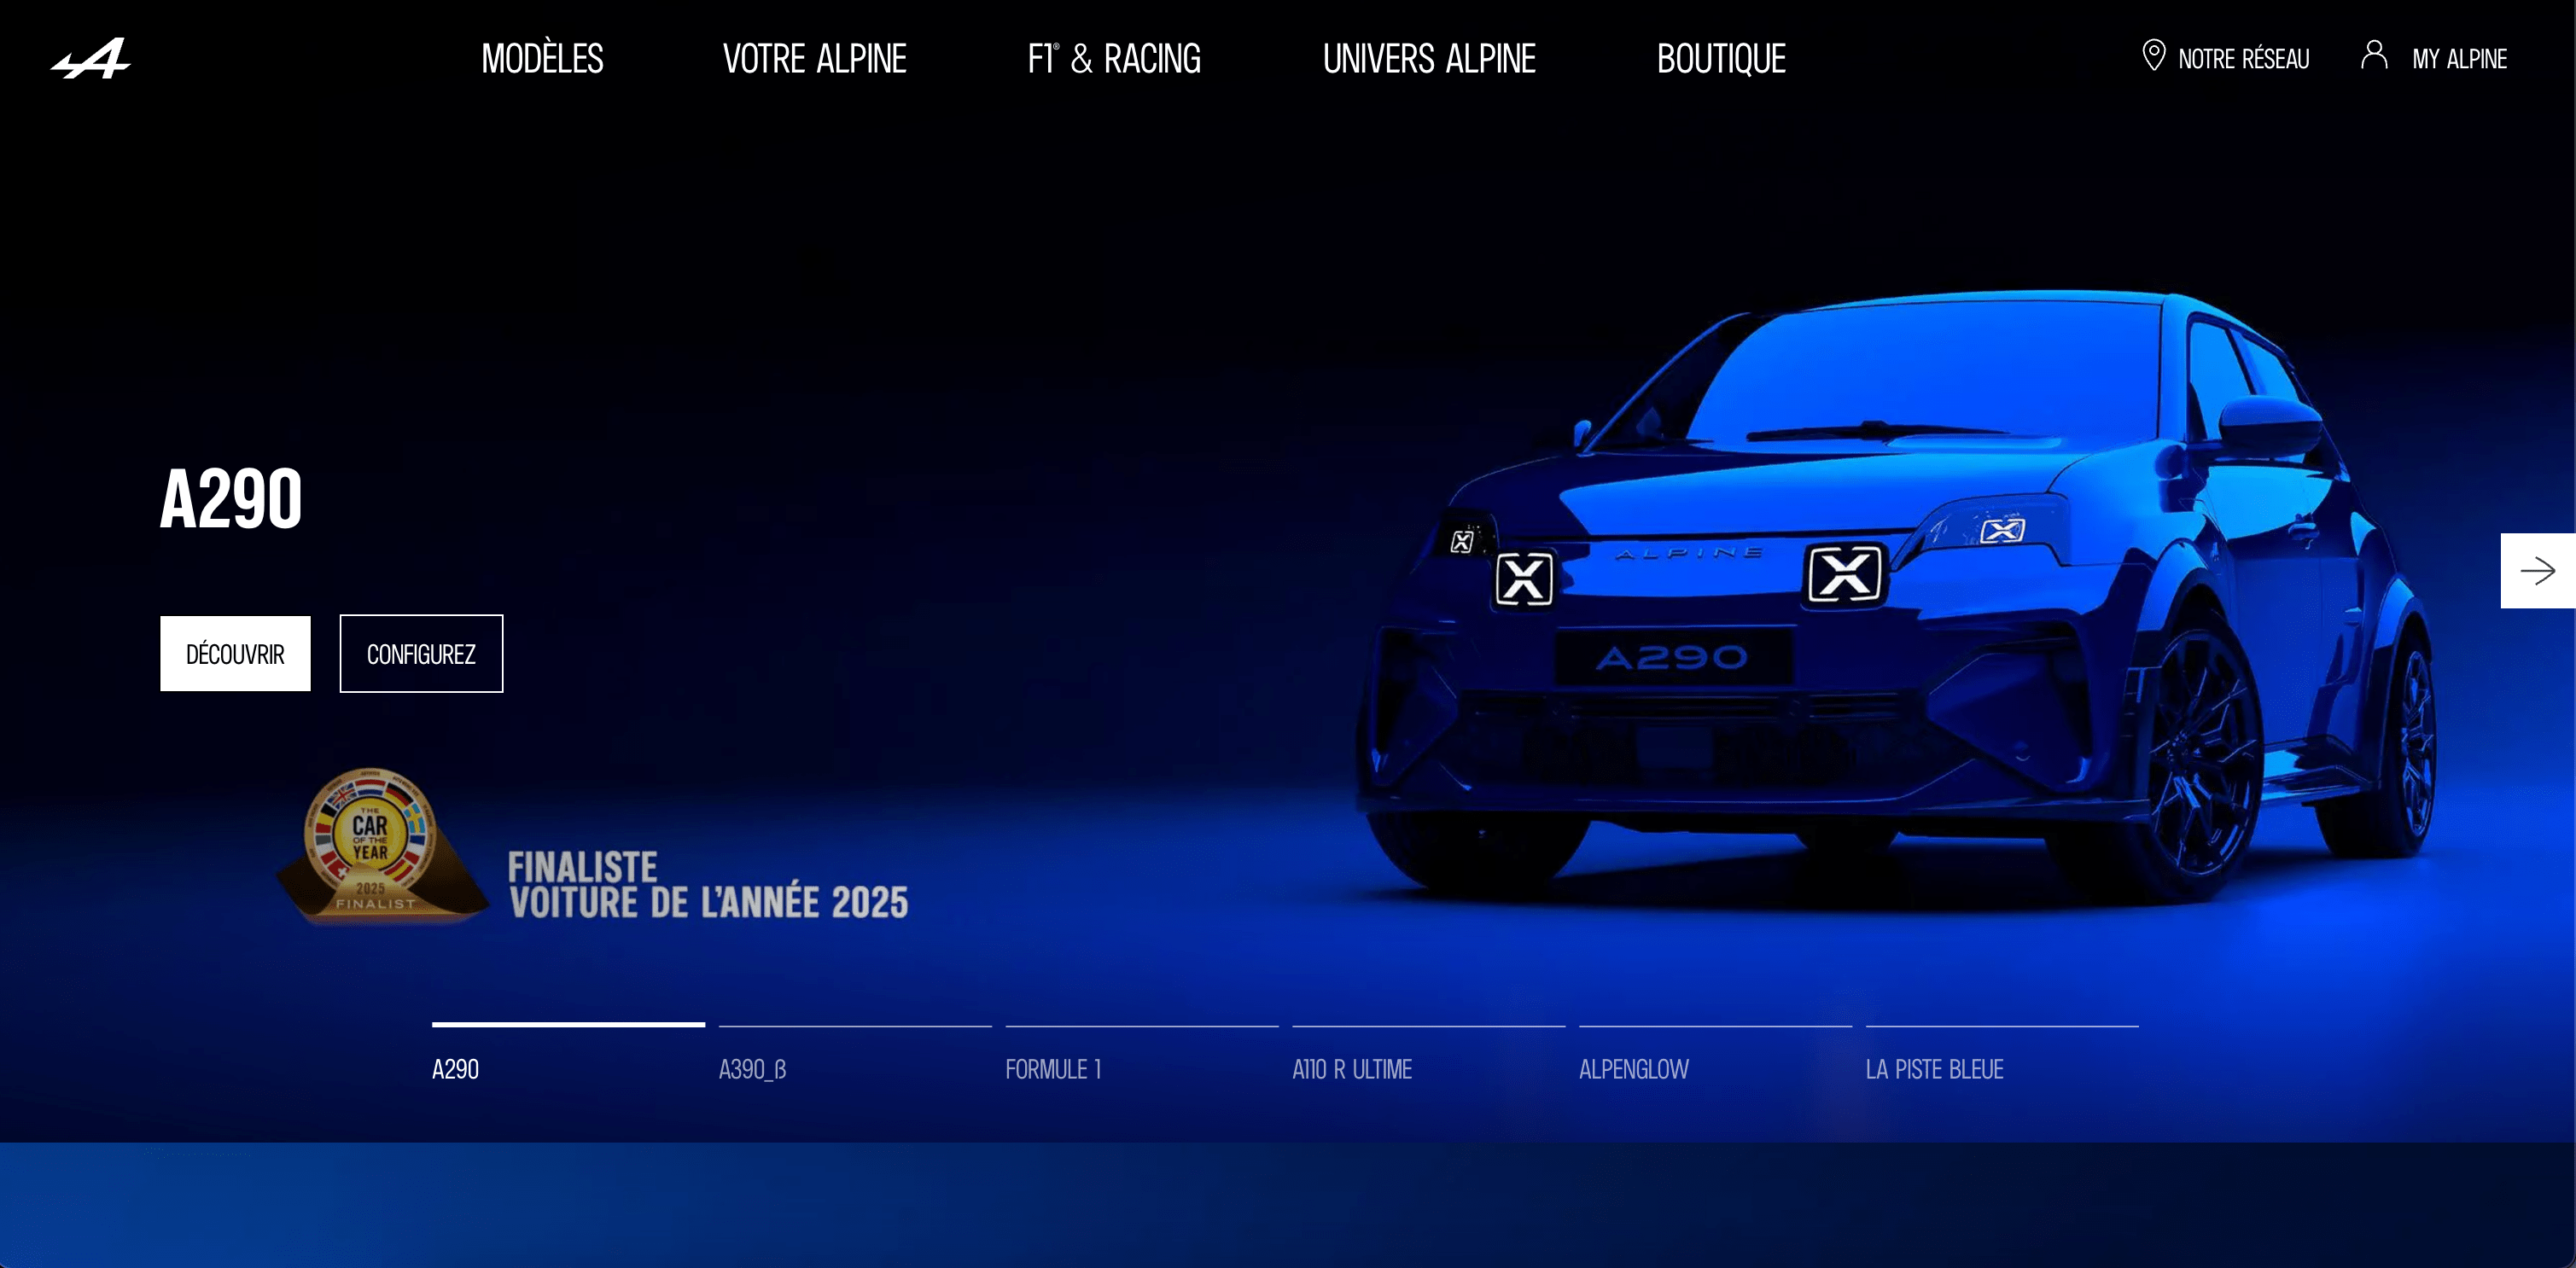 MODÈLES
VOTRE ALPINE
F1® & RACING
UNIVERS ALPINE
BOUTIQUE
NOTRE RÉSEAU
MY ALPINE
A290
DÉCOUVRIR
CONFIGUREZ
ALPINE
A290
THE
CAR
OF THE
YEAR
2025
FINALIST
FINALISTE
VOITURE DE L’ANNÉE 2025
A290
A390_β
FORMULE 1
A110 R ULTIME
ALPENGLOW
LA PISTE BLEUE